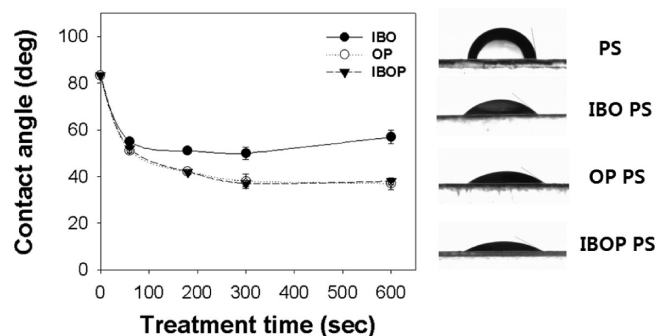 Contact angle (deg)
100
80
60
40
20
0
IBO
OP
IBOP
0 100 200 300 400 500 600
Treatment time (sec)
PS
IBO PS
OP PS
IBOP PS